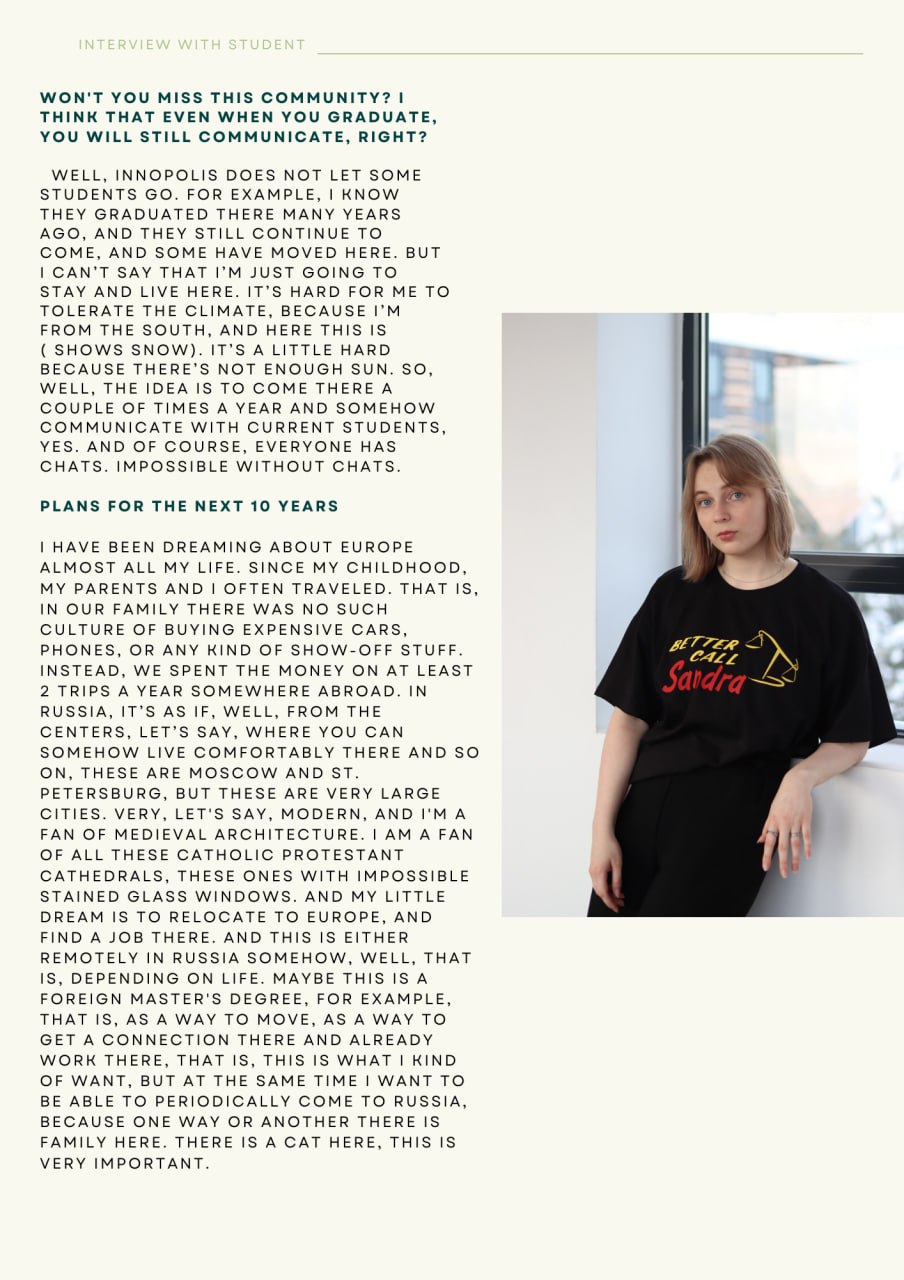 INTERVIEW WITH STUDENT
WON'T YOU MISS THIS COMMUNITY? I
THINK THAT EVEN WHEN YOU GRADUATE,
YOU WILL STILL COMMUNICATE, RIGHT?
WELL, INNOPOLIS DOES NOT LET SOME
STUDENTS GO. FOR EXAMPLE, I KNOW
THEY GRADUATED THERE MANY YEARS
AGO, AND THEY STILL CONTINUE TO
COME, AND SOME HAVE MOVED HERE. BUT
I CAN’T SAY THAT I’M JUST GOING TO
STAY AND LIVE HERE. IT’S HARD FOR ME TO
TOLERATE THE CLIMATE, BECAUSE I’M
FROM THE SOUTH, AND HERE THIS IS
( SHOWS SNOW). IT’S A LITTLE HARD
BECAUSE THERE’S NOT ENOUGH SUN. SO,
WELL, THE IDEA IS TO COME THERE A
COUPLE OF TIMES A YEAR AND SOMEHOW
COMMUNICATE WITH CURRENT STUDENTS,
YES. AND OF COURSE, EVERYONE HAS
CHATS. IMPOSSIBLE WITHOUT CHATS.
PLANS FOR THE NEXT 10 YEARS
I HAVE BEEN DREAMING ABOUT EUROPE
ALMOST ALL MY LIFE. SINCE MY CHILDHOOD,
MY PARENTS AND I OFTEN TRAVELED. THAT IS,
IN OUR FAMILY THERE WAS NO SUCH
CULTURE OF BUYING EXPENSIVE CARS,
PHONES, OR ANY KIND OF SHOW-OFF STUFF.
INSTEAD, WE SPENT THE MONEY ON AT LEAST
2 TRIPS A YEAR SOMEWHERE ABROAD. IN
RUSSIA, IT’S AS IF, WELL, FROM THE
CENTERS, LET’S SAY, WHERE YOU CAN
SOMEHOW LIVE COMFORTABLY THERE AND SO
ON, THESE ARE MOSCOW AND ST.
PETERSBURG, BUT THESE ARE VERY LARGE
CITIES. VERY, LET'S SAY, MODERN, AND I'M A
FAN OF MEDIEVAL ARCHITECTURE. I AM A FAN
OF ALL THESE CATHOLIC PROTESTANT
CATHEDRALS, THESE ONES WITH IMPOSSIBLE
STAINED GLASS WINDOWS. AND MY LITTLE
DREAM IS TO RELOCATE TO EUROPE, AND
FIND A JOB THERE. AND THIS IS EITHER
REMOTELY IN RUSSIA SOMEHOW, WELL, THAT
IS, DEPENDING ON LIFE. MAYBE THIS IS A
FOREIGN MASTER'S DEGREE, FOR EXAMPLE,
THAT IS, AS A WAY TO MOVE, AS A WAY TO
GET A CONNECTION THERE AND ALREADY
WORK THERE, THAT IS, THIS IS WHAT I KIND
OF WANT, BUT AT THE SAME TIME I WANT TO
BE ABLE TO PERIODICALLY COME TO RUSSIA,
BECAUSE ONE WAY OR ANOTHER THERE IS
FAMILY HERE. THERE IS A CAT HERE, THIS IS
VERY IMPORTANT.
BETTER
CALL
Sandra